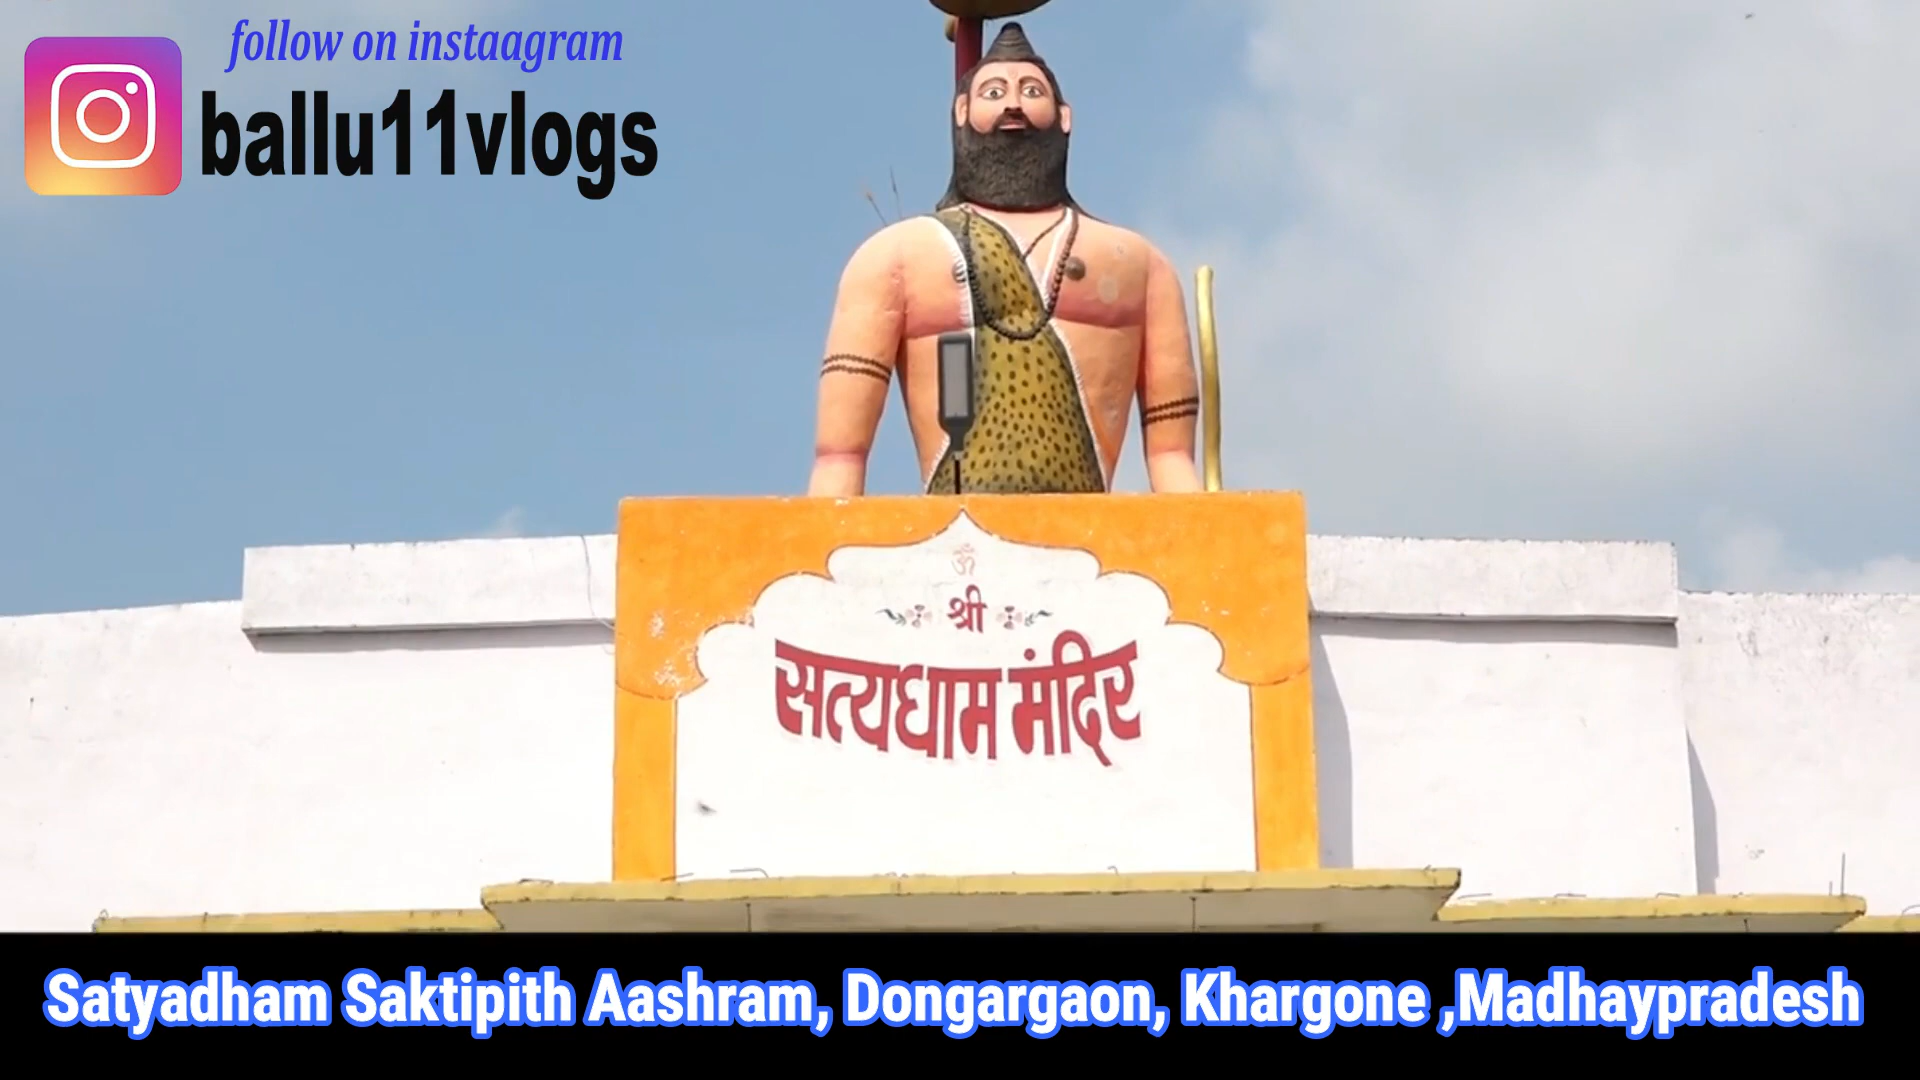 follow on instaagram
ballu11vlogs
ॐ
श्री
सत्यधाम मंदिर
Satyadham Saktipith Aashram, Dongargaon, Khargone ,Madhaypradesh